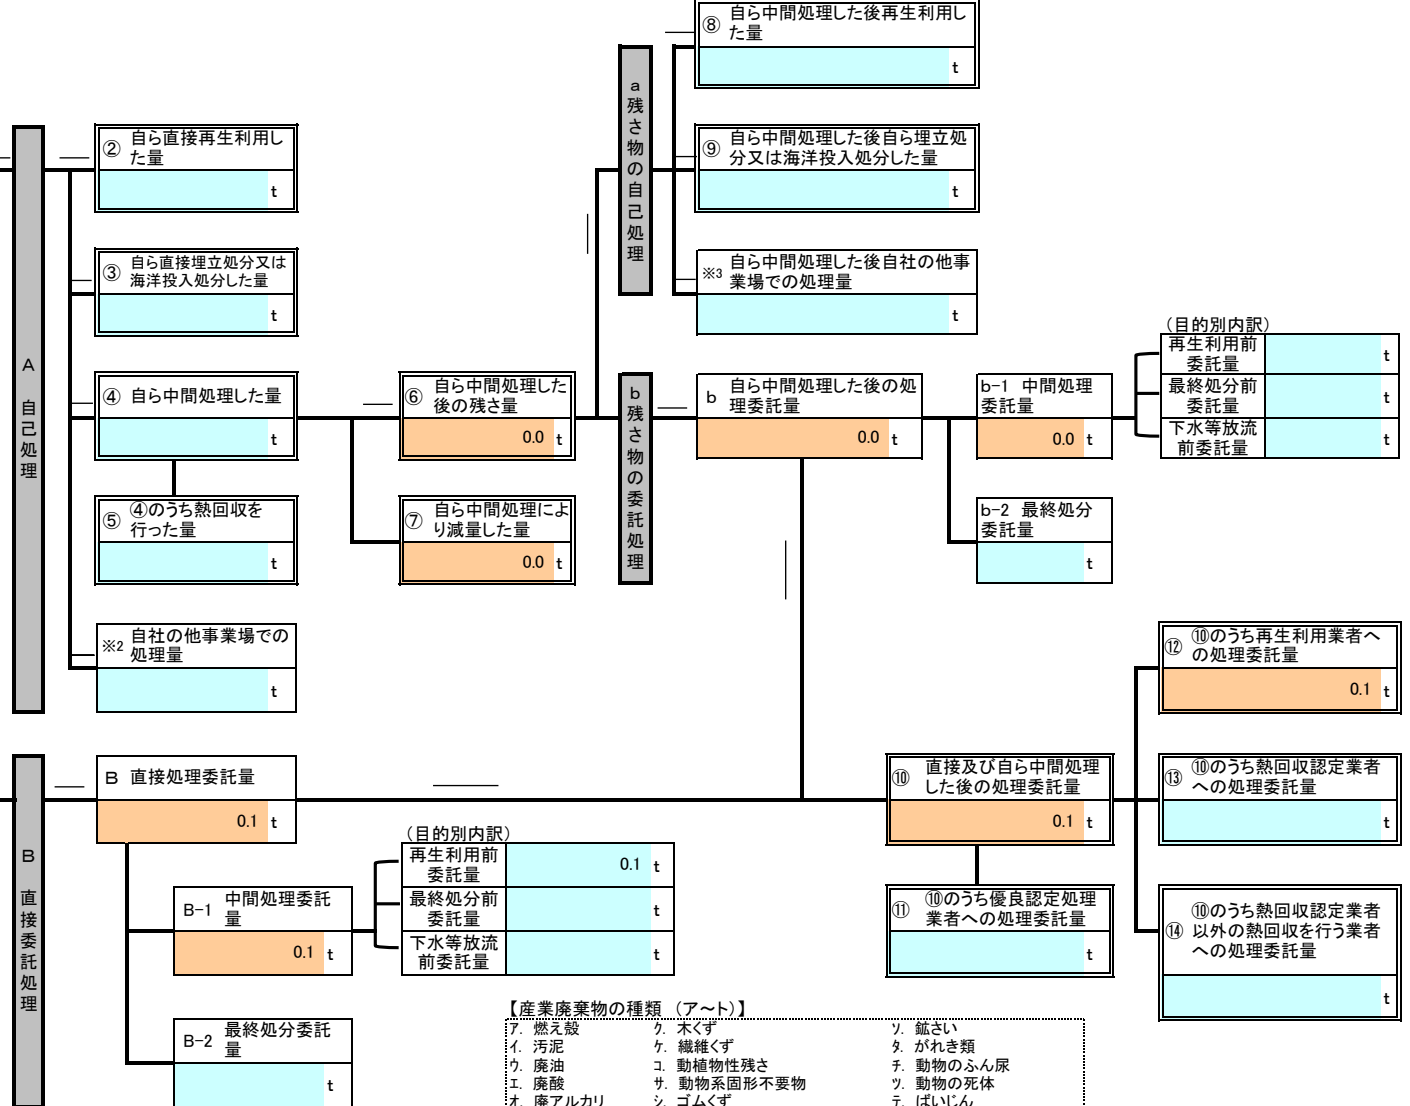 ⑧ 自ら中間処理した後再生利用し
た量
t
a 残さ物の自己処理
② 自ら直接再生利用し
た量
t
⑨ 自ら中間処理した後自ら埋立処
分又は海洋投入処分した量
t
③ 自ら直接埋立処分又は
海洋投入処分した量
t
※3 自ら中間処理した後自社の他事
業場での処理量
t
A 自己処理
④ 自ら中間処理した量
t
⑥ 自ら中間処理した
後の残さ量
0.0 t
b 残さ物の委託処理
b 自ら中間処理した後の処
理委託量
0.0 t
b-1 中間処理
委託量
0.0 t
(目的別内訳)
再生利用前
委託量
t
最終処分前
委託量
t
下水等放流
前委託量
t
⑤ ④のうち熱回収を
行った量
t
⑦ 自ら中間処理によ
り減量した量
0.0 t
b-2 最終処分
委託量
t
※2 自社の他事業場での
処理量
t
⑫ ⑩のうち再生利用業者へ
の処理委託量
0.1 t
B 直接委託処理
B 直接処理委託量
0.1 t
⑩ 直接及び自ら中間処理
した後の処理委託量
0.1 t
⑬ ⑩のうち熱回収認定業者
への処理委託量
t
B-1 中間処理委託
量
0.1 t
(目的別内訳)
再生利用前
委託量
0.1 t
最終処分前
委託量
t
下水等放流
前委託量
t
⑪ ⑩のうち優良認定処理
業者への処理委託量
t
⑭ ⑩のうち熱回収認定業者
以外の熱回収を行う業者
への処理委託量
t
B-2 最終処分委託
量
t
【産業廃棄物の種類 (ア~ト)】
ア. 燃え殻 ク. 木くず ソ. 鉱さい
イ. 汚泥 ケ. 繊維くず タ. がれき類
ウ. 廃油 コ. 動植物性残さ チ. 動物のふん尿
エ. 廃酸 サ. 動物系固形不要物 ツ. 動物の死体
オ. 廃アルカリ シ. ゴムくず テ. ばいじん